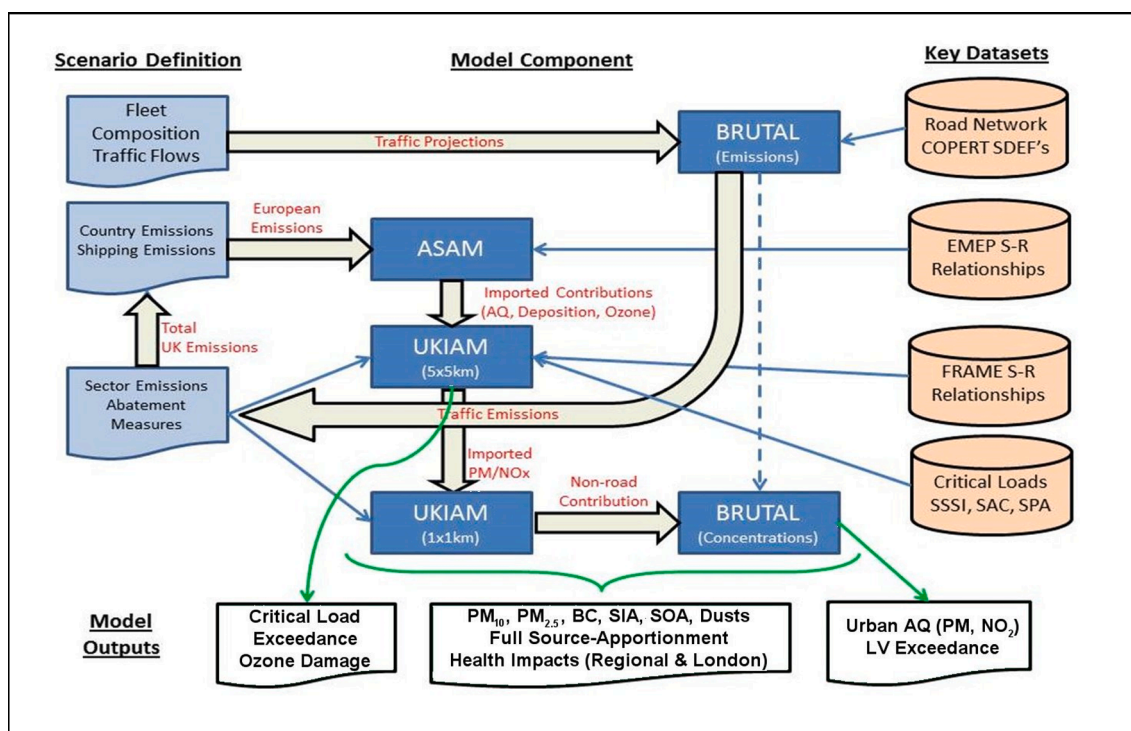 Scenario Definition
Model Component
Key Datasets
Fleet
Composition
Traffic Flows
Traffic Projections
BRUTAL
(Emissions)
Road Network
COPERT SDEF's
Country Emissions
Shipping Emissions
European
Emissions
ASAM
EMEP S-R
Relationships
Imported Contributions
(AQ, Deposition, Ozone)
Total
UK Emissions
UKIAM
(5x5km)
FRAME S-R
Relationships
Sector Emissions
Abatement
Measures
Traffic Emissions
Imported
PM/NOx
Non-road
Contribution
Critical Loads
SSSI, SAC, SPA
UKIAM
(1x1km)
BRUTAL
(Concentrations)
Model
Outputs
Critical Load
Exceedance
Ozone Damage
PM₁₀, PM₂.₅, BC, SIA, SOA, Dusts
Full Source-Apportionment
Health Impacts (Regional & London)
Urban AQ (PM, NO₂)
LV Exceedance